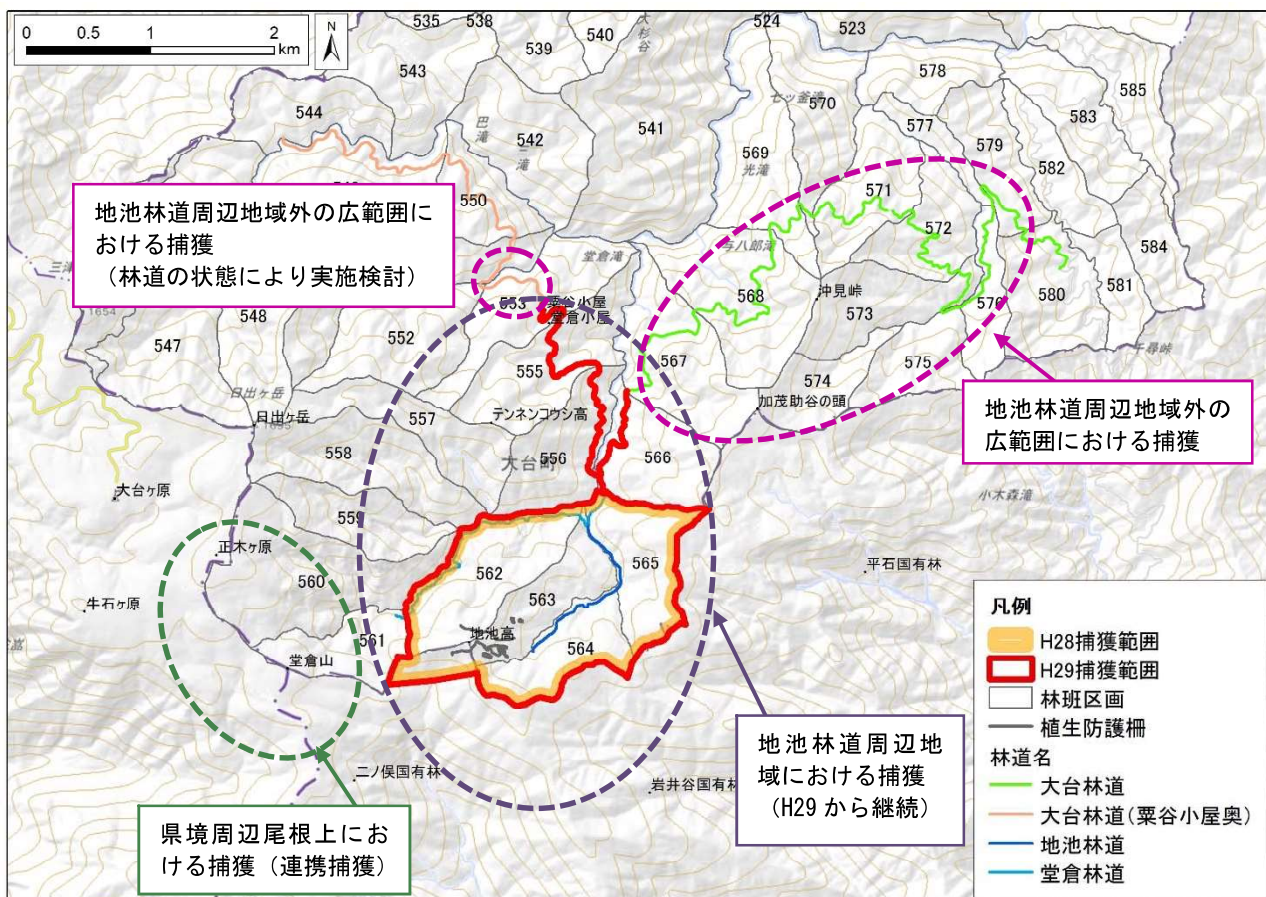 0 1 2
km
N
535
538
539
540
大杉谷
524
523
543
544
巴滝
542
541
七ッ釜滝
570
578
585
583
577
579
569
光滝
582
550
571
572
584
与八郎滝
堂倉滝
568
沖見峠
576
580
581
573
553
粟谷小屋
堂倉小屋
1654
548
547
552
555
567
575
574
千尋峠
日出ヶ岳
日出ヶ岳
1695
557
テンネンコウシ高
加茂助谷の頭
558
556
大台町
566
大台ヶ原
559
小木森滝
正木ヶ原
560
562
565
平石国有林
牛石ヶ原
563
561
地池高
564
堂倉山
二ノ俣国有林
岩井谷国有林
地池林道周辺地域外の広範囲に
おける捕獲
（林道の状態により実施検討）
地池林道周辺地域外の
広範囲における捕獲
地池林道周辺地
域における捕獲
（H29 から継続）
県境周辺尾根上にお
ける捕獲（連携捕獲）
凡例
H28捕獲範囲
H29捕獲範囲
林班区画
植生防護柵
林道名
大台林道
大台林道(粟谷小屋奥)
地池林道
堂倉林道